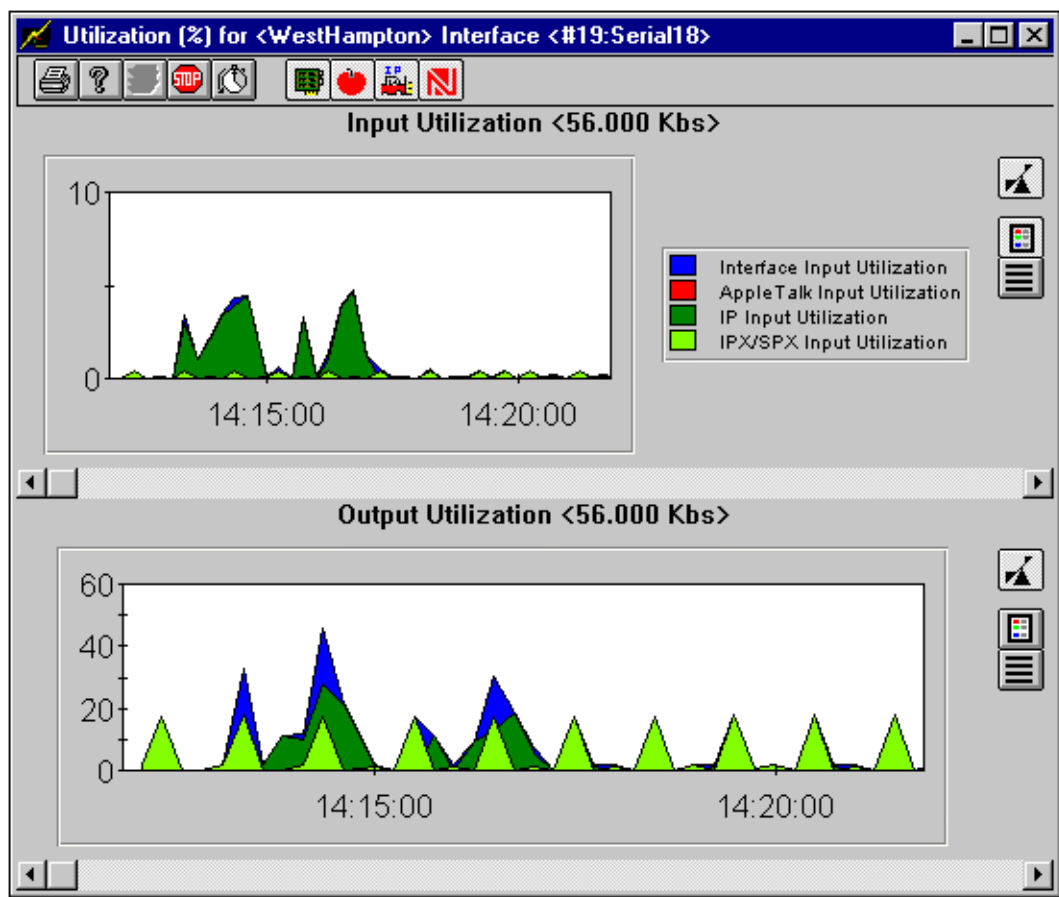 Utilization (%) for <WestHampton> Interface <#19:Serial18>
STOP
IP
Input Utilization <56.000 Kbs>
10
0
14:15:00
14:20:00
Interface Input Utilization
AppleTalk Input Utilization
IP Input Utilization
IPX/SPX Input Utilization
Output Utilization <56.000 Kbs>
60
40
20
0
14:15:00
14:20:00